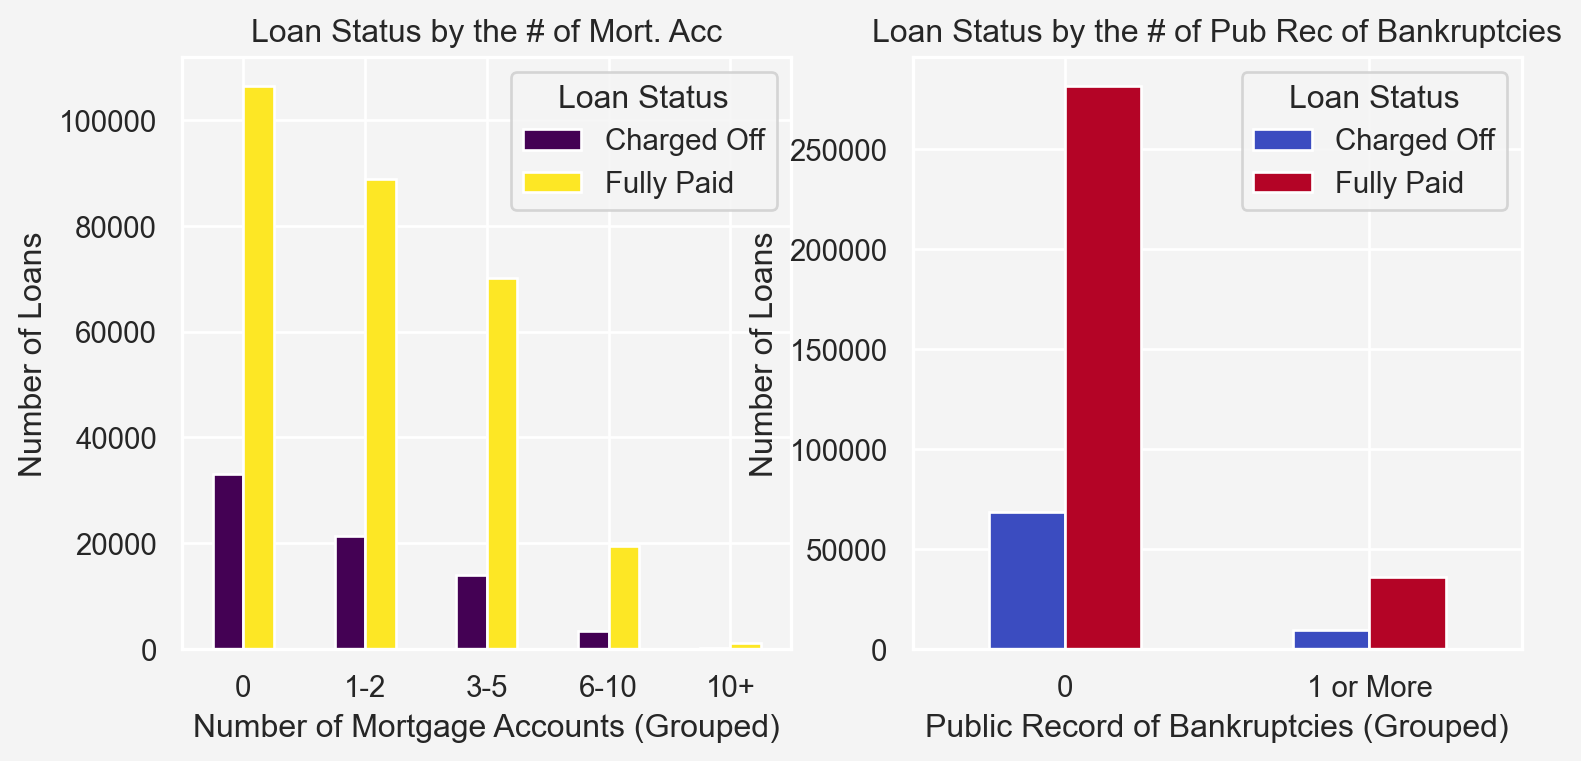 Loan Status by the # of Mort. Acc
Loan Status
Charged Off
Fully Paid
Number of Loans
100000
80000
60000
40000
20000
0
0
1-2
3-5
6-10
10+
Number of Mortgage Accounts (Grouped)
Loan Status by the # of Pub Rec of Bankruptcies
Loan Status
Charged Off
Fully Paid
Number of Loans
250000
200000
150000
100000
50000
0
0
1 or More
Public Record of Bankruptcies (Grouped)